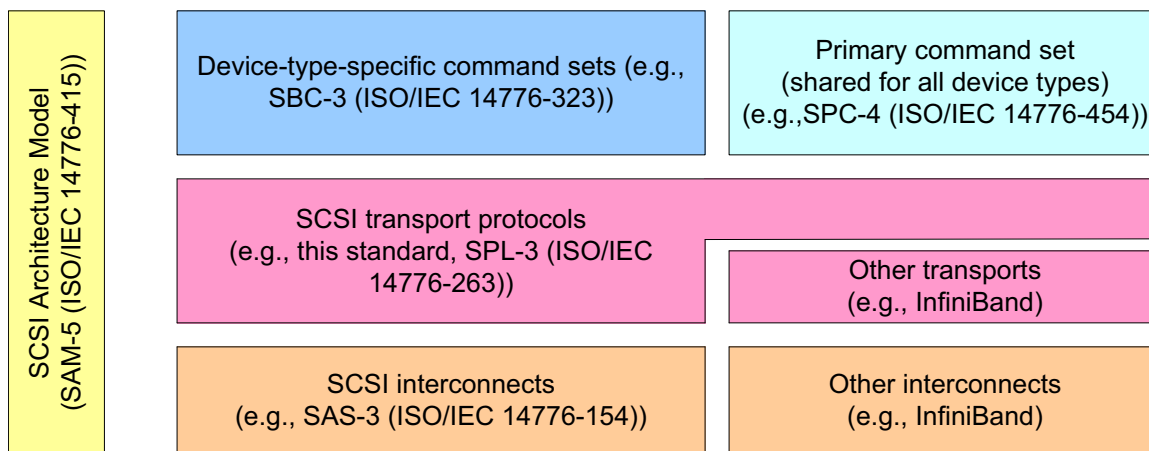 SCSI Architecture Model
(SAM-5 (ISO/IEC 14776-415))
Device-type-specific command sets (e.g.,
SBC-3 (ISO/IEC 14776-323))
Primary command set
(shared for all device types)
(e.g.,SPC-4 (ISO/IEC 14776-454))
SCSI transport protocols
(e.g., this standard, SPL-3 (ISO/IEC
14776-263))
Other transports
(e.g., InfiniBand)
SCSI interconnects
(e.g., SAS-3 (ISO/IEC 14776-154))
Other interconnects
(e.g., InfiniBand)